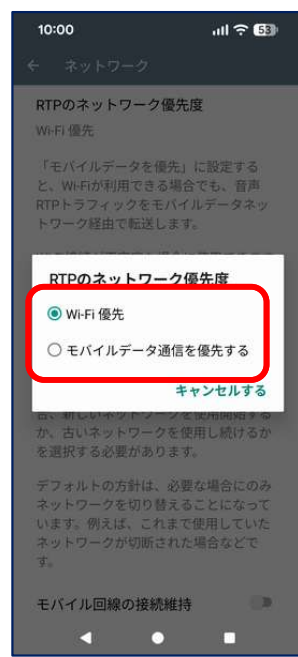 10:00
53
ネットワーク
RTPのネットワーク優先度
Wi-Fi 優先
「モバイルデータを優先」に設定する
と、Wi-Fiが利用できる場合でも、音声
RTPトラフィックをモバイルデータネッ
トワーク経由で転送します。
RTPのネットワーク優先度
Wi-Fi 優先
モバイルデータ通信を優先する
キャンセルする
合、新しいネットワークを使用開始する
か、古いネットワークを使用し続けるか
を選択する必要があります。
デフォルトの方針は、必要な場合にのみ
ネットワークを切り替えることになって
います。例えば、これまで使用していた
ネットワークが切断された場合などで
す。
モバイル回線の接続維持